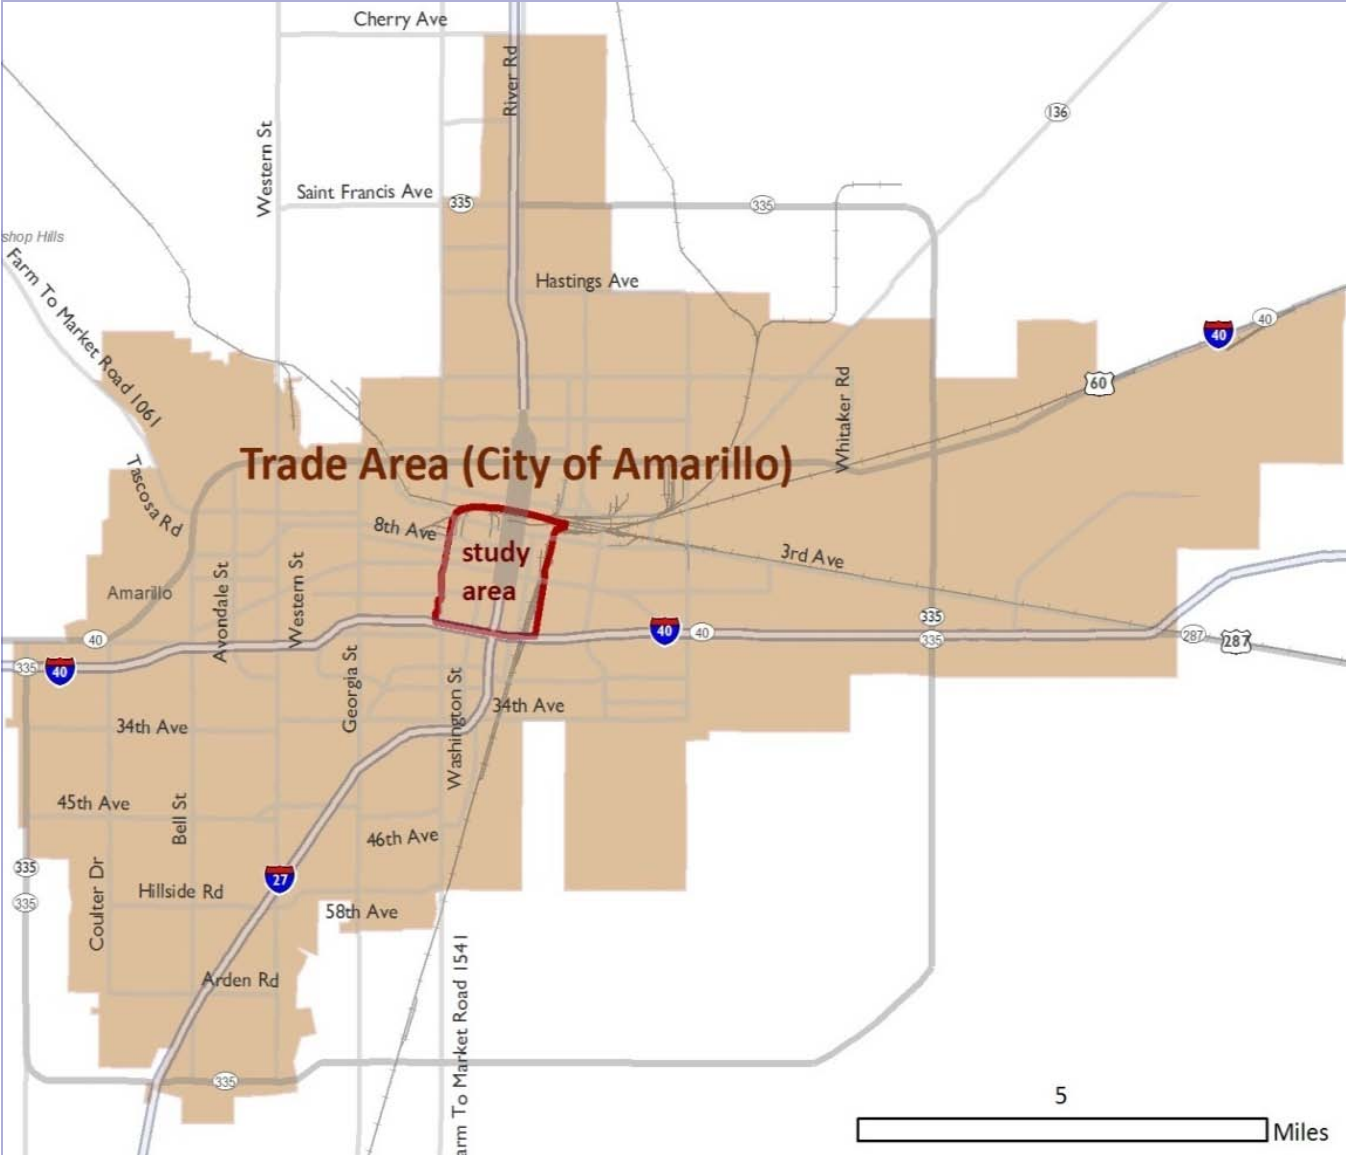 Cherry Ave
River Rd
136
Western St
Saint Francis Ave
335
335
shop Hills
Farm To Market Road 1061
Hastings Ave
40
40
60
Whitaker Rd
Trade Area (City of Amarillo)
Tascosa Rd
8th Ave
study
area
3rd Ave
Amarillo
Avondale St
Western St
335
40
40
40
335
287
287
335
40
Georgia St
Washington St
34th Ave
34th Ave
45th Ave
Bell St
46th Ave
335
27
Coulter Dr
Hillside Rd
335
58th Ave
Arden Rd
arm To Market Road 1541
335
5
Miles